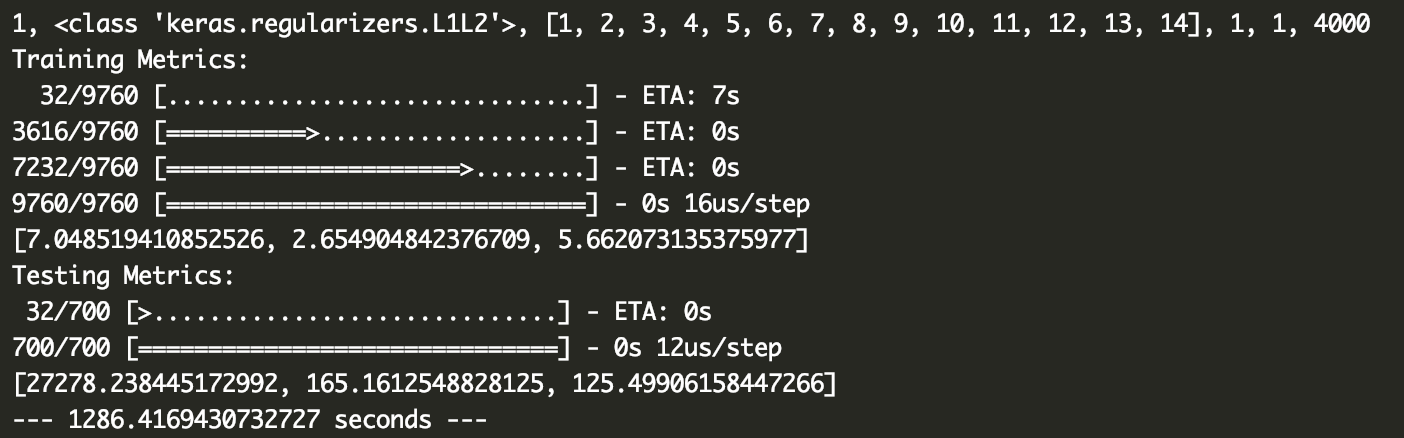 1, <class 'keras.regularizers.L1L2'>, [1, 2, 3, 4, 5, 6, 7, 8, 9, 10, 11, 12, 13, 14], 1, 1, 4000
Training Metrics:
  32/9760 [..............................] - ETA: 7s
3616/9760 [==========>...................] - ETA: 0s
7232/9760 [=====================>........] - ETA: 0s
9760/9760 [==============================] - 0s 16us/step
[7.048519410852526, 2.654904842376709, 5.662073135375977]
Testing Metrics:
 32/700 [>.............................] - ETA: 0s
700/700 [==============================] - 0s 12us/step
[27278.238445172992, 165.1612548828125, 125.49906158447266]
--- 1286.4169430732727 seconds ---